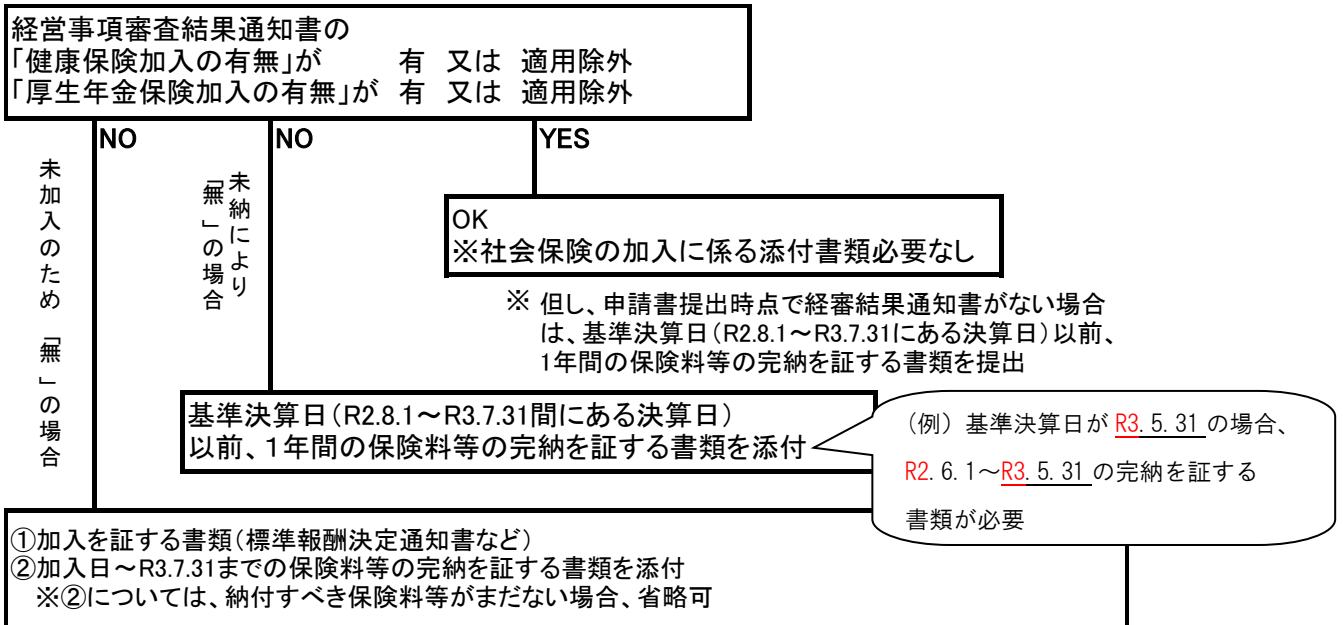 経営事項審査結果通知書の
「健康保険加入の有無」が 有 又は 適用除外
「厚生年金保険加入の有無」が 有 又は 適用除外
NO
NO
YES
未加入のため「無」の場合
未納により
「無」の場合
OK
※社会保険の加入に係る添付書類必要なし
※ 但し、申請書提出時点で経審結果通知書がない場合
は、基準決算日(R2.8.1～R3.7.31にある決算日)以前、
1年間の保険料等の完納を証する書類を提出
基準決算日(R2.8.1～R3.7.31間にある決算日)
以前、１年間の保険料等の完納を証する書類を添付
（例）基準決算日が R3.5.31 の場合、
R2.6.1～R3.5.31 の完納を証する
書類が必要
①加入を証する書類(標準報酬決定通知書など)
②加入日～R3.7.31までの保険料等の完納を証する書類を添付
※②については、納付すべき保険料等がまだない場合、省略可